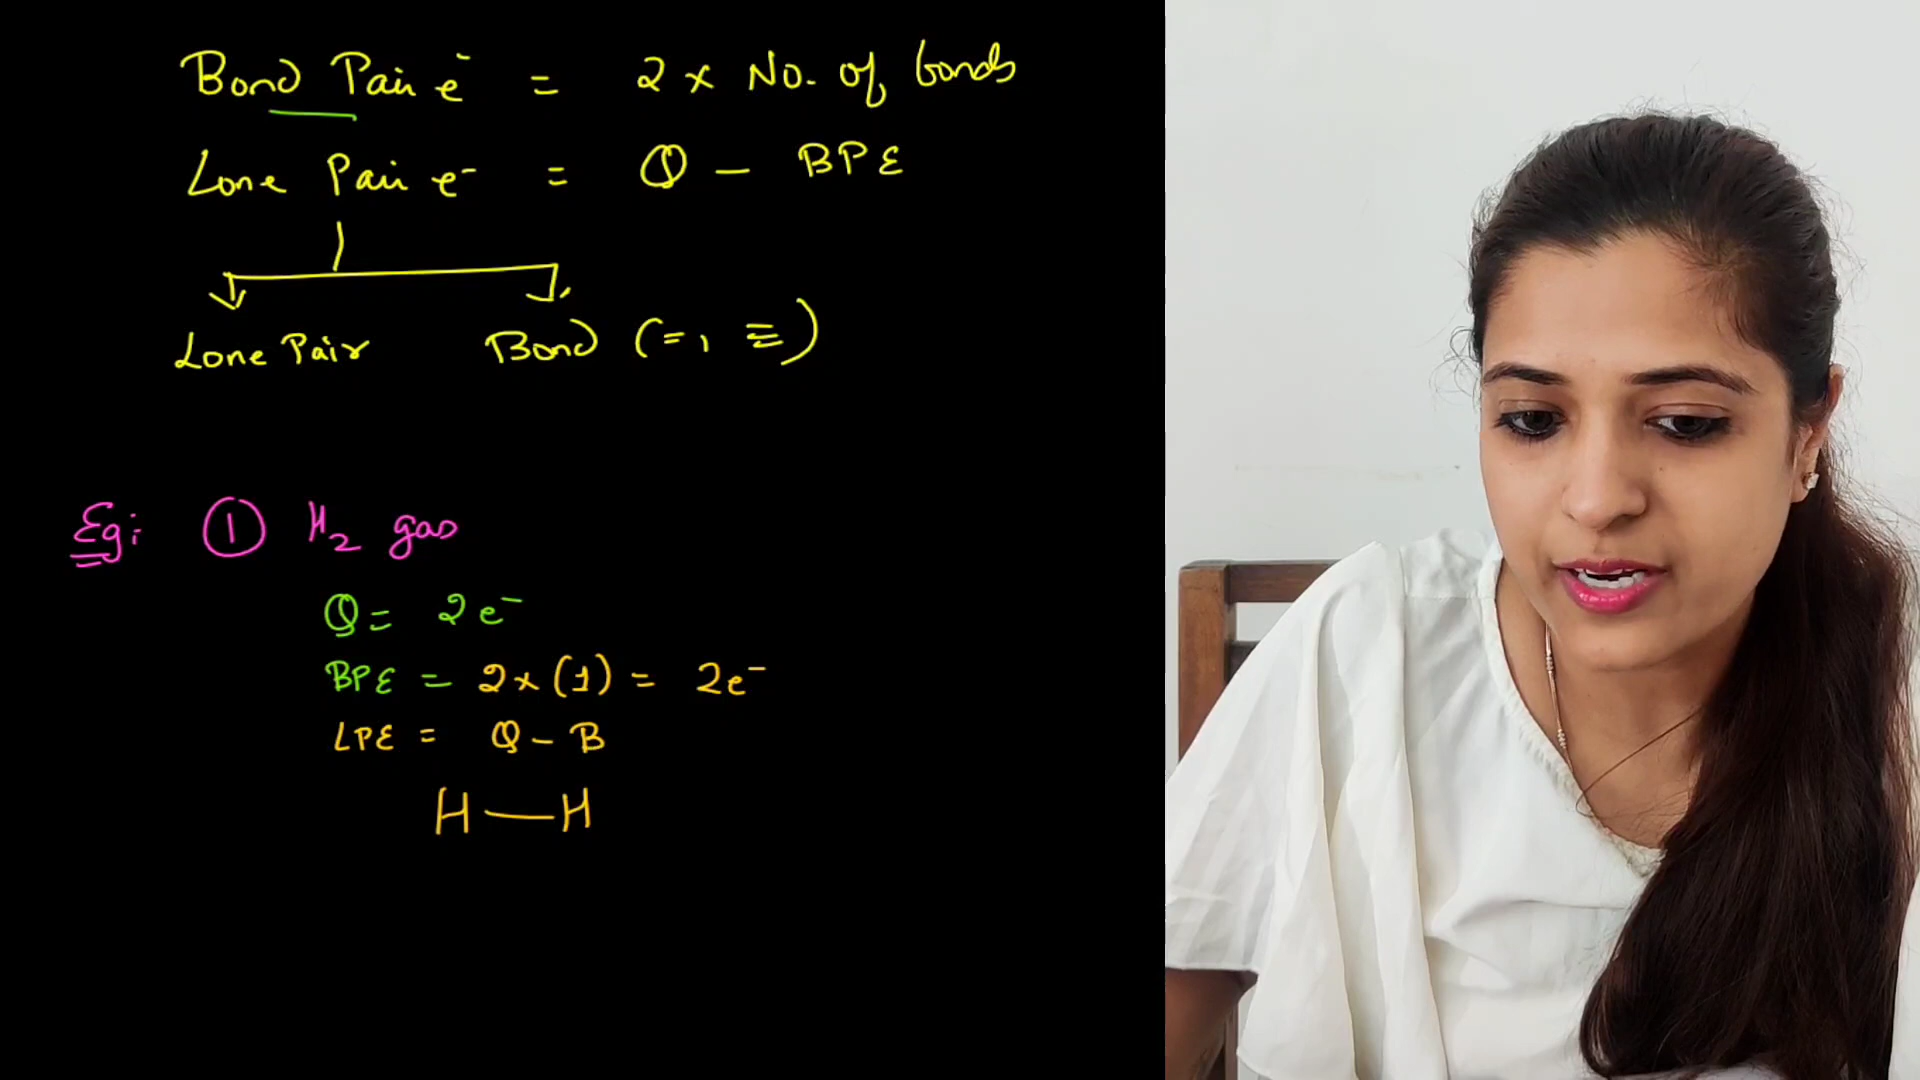 Bond Pair e⁻ = 2 × No. of bonds
Lone Pair e⁻ = Q - BPE
Lone Pair Bond (=, ≡)
Eg: ① H₂ gas
Q = 2e⁻
BPE = 2×(1) = 2e⁻
LPE = Q - B
H — H